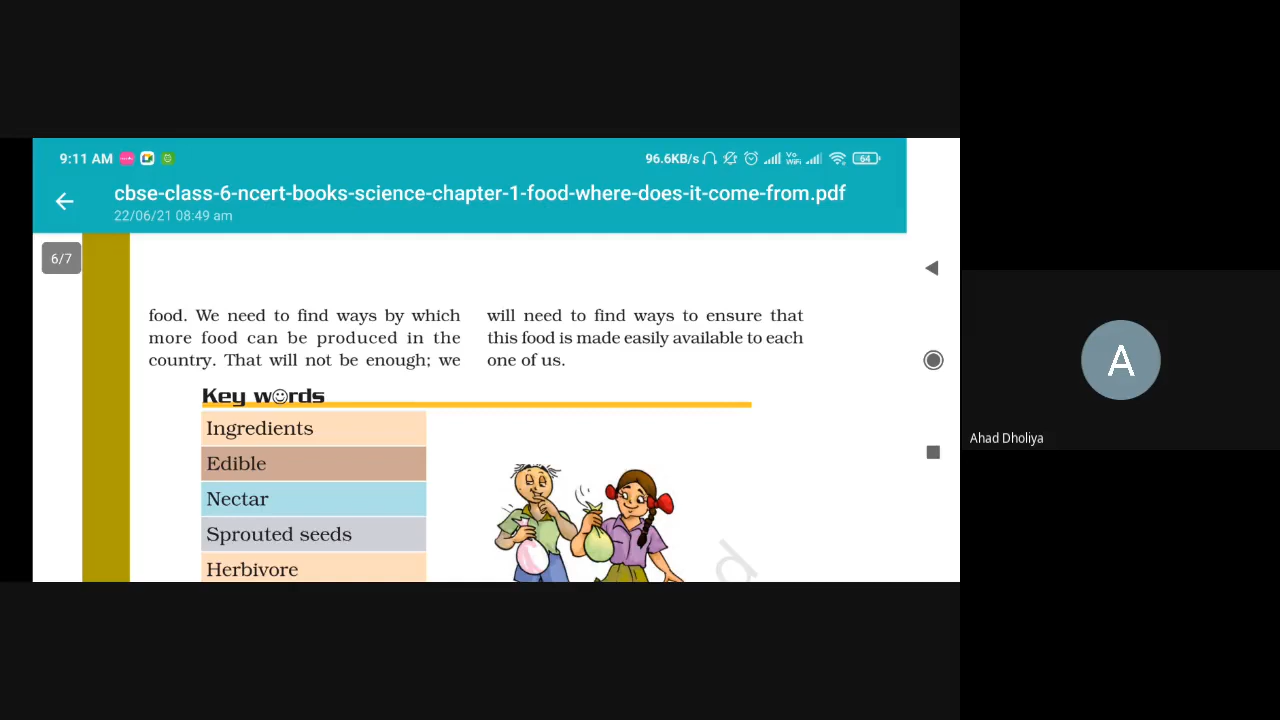 9:11 AM
96.6KB/s
Vo
WiFi
64
cbse-class-6-ncert-books-science-chapter-1-food-where-does-it-come-from.pdf
22/06/21 08:49 am
6/7
food. We need to find ways by which
more food can be produced in the
country. That will not be enough; we
will need to find ways to ensure that
this food is made easily available to each
one of us.
Key words
Ingredients
Edible
Nectar
Sprouted seeds
Herbivore
d
A
Ahad Dholiya